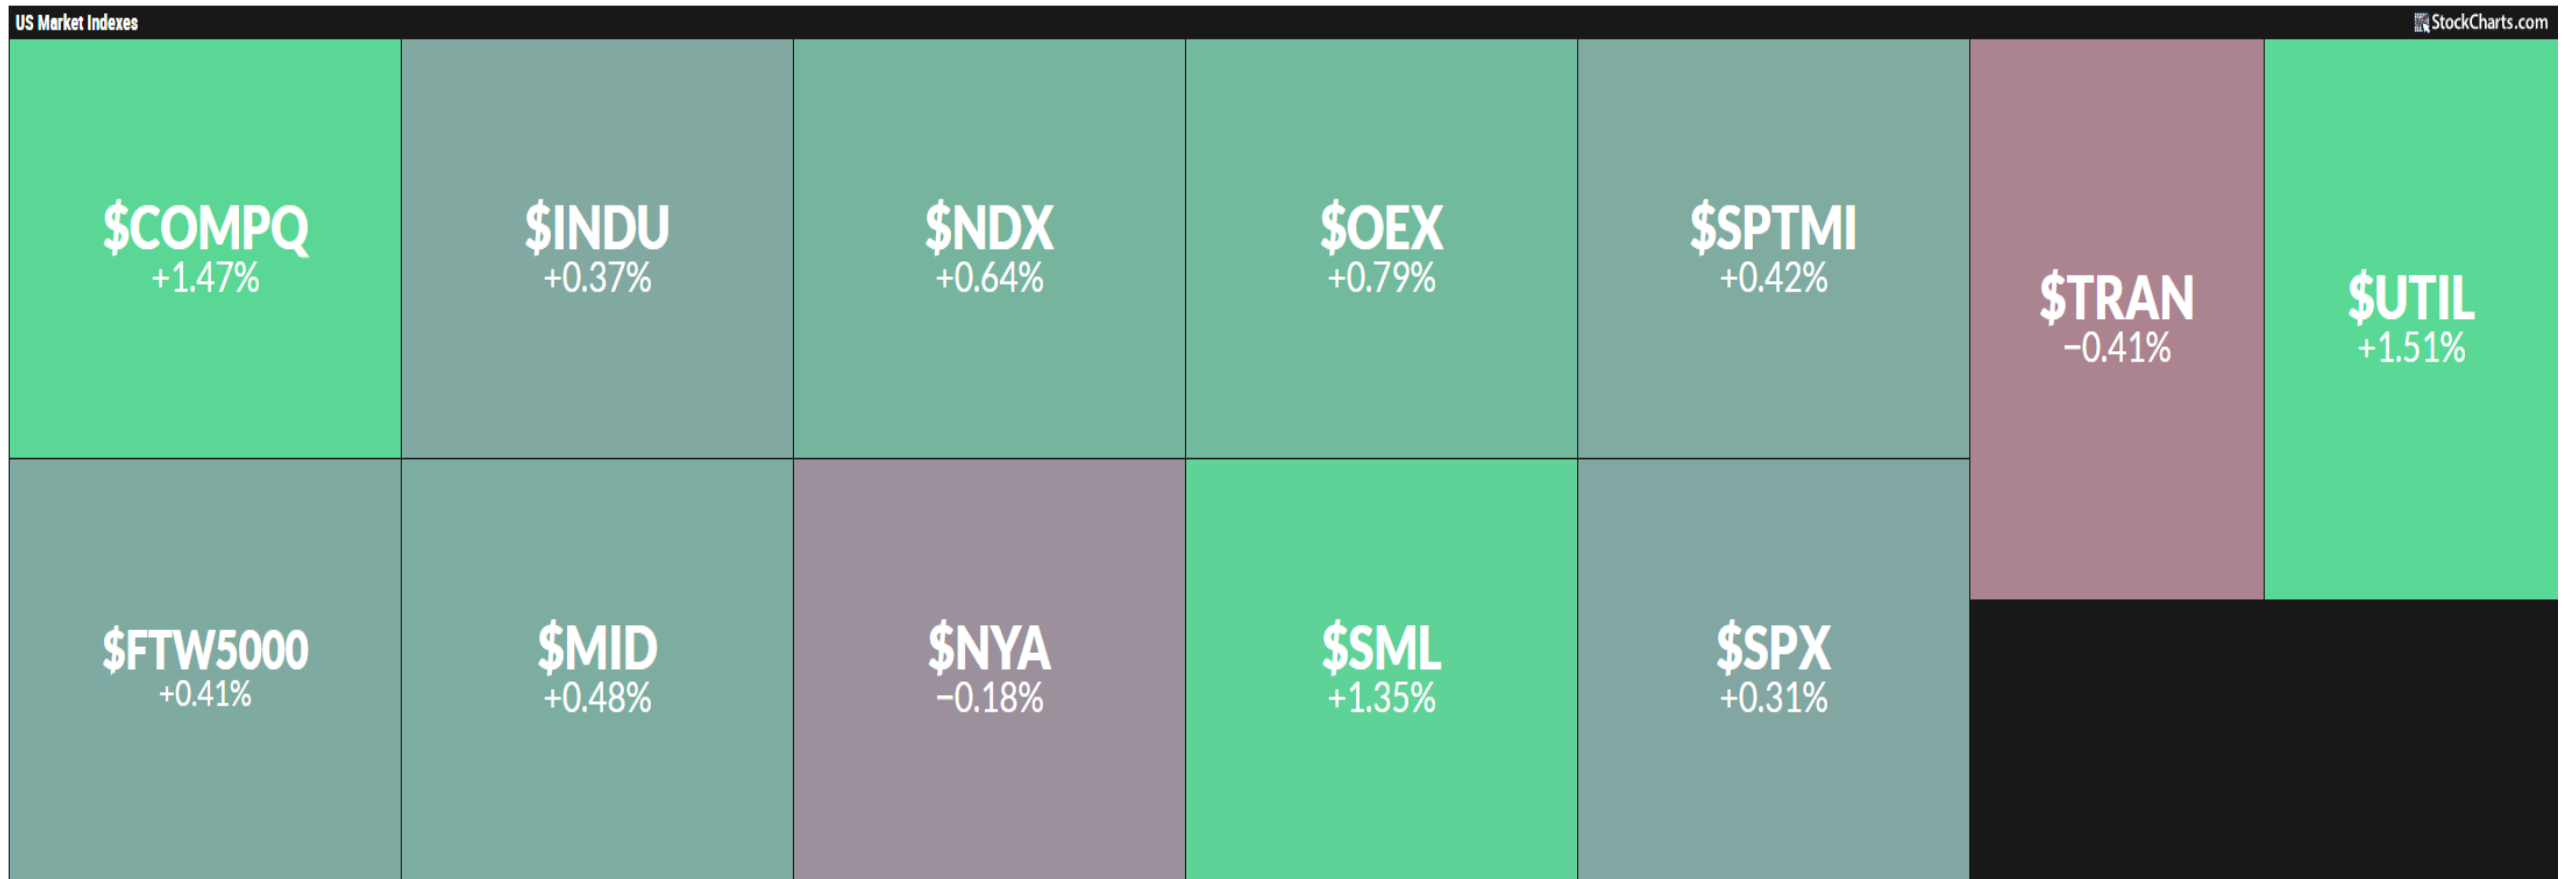 US Market Indexes
StockCharts.com
$COMPQ
+1.47%
$INDU
+0.37%
$NDX
+0.64%
$OEX
+0.79%
$SPTMI
+0.42%
$TRAN
−0.41%
$UTIL
+1.51%
$FTW5000
+0.41%
$MID
+0.48%
$NYA
−0.18%
$SML
+1.35%
$SPX
+0.31%